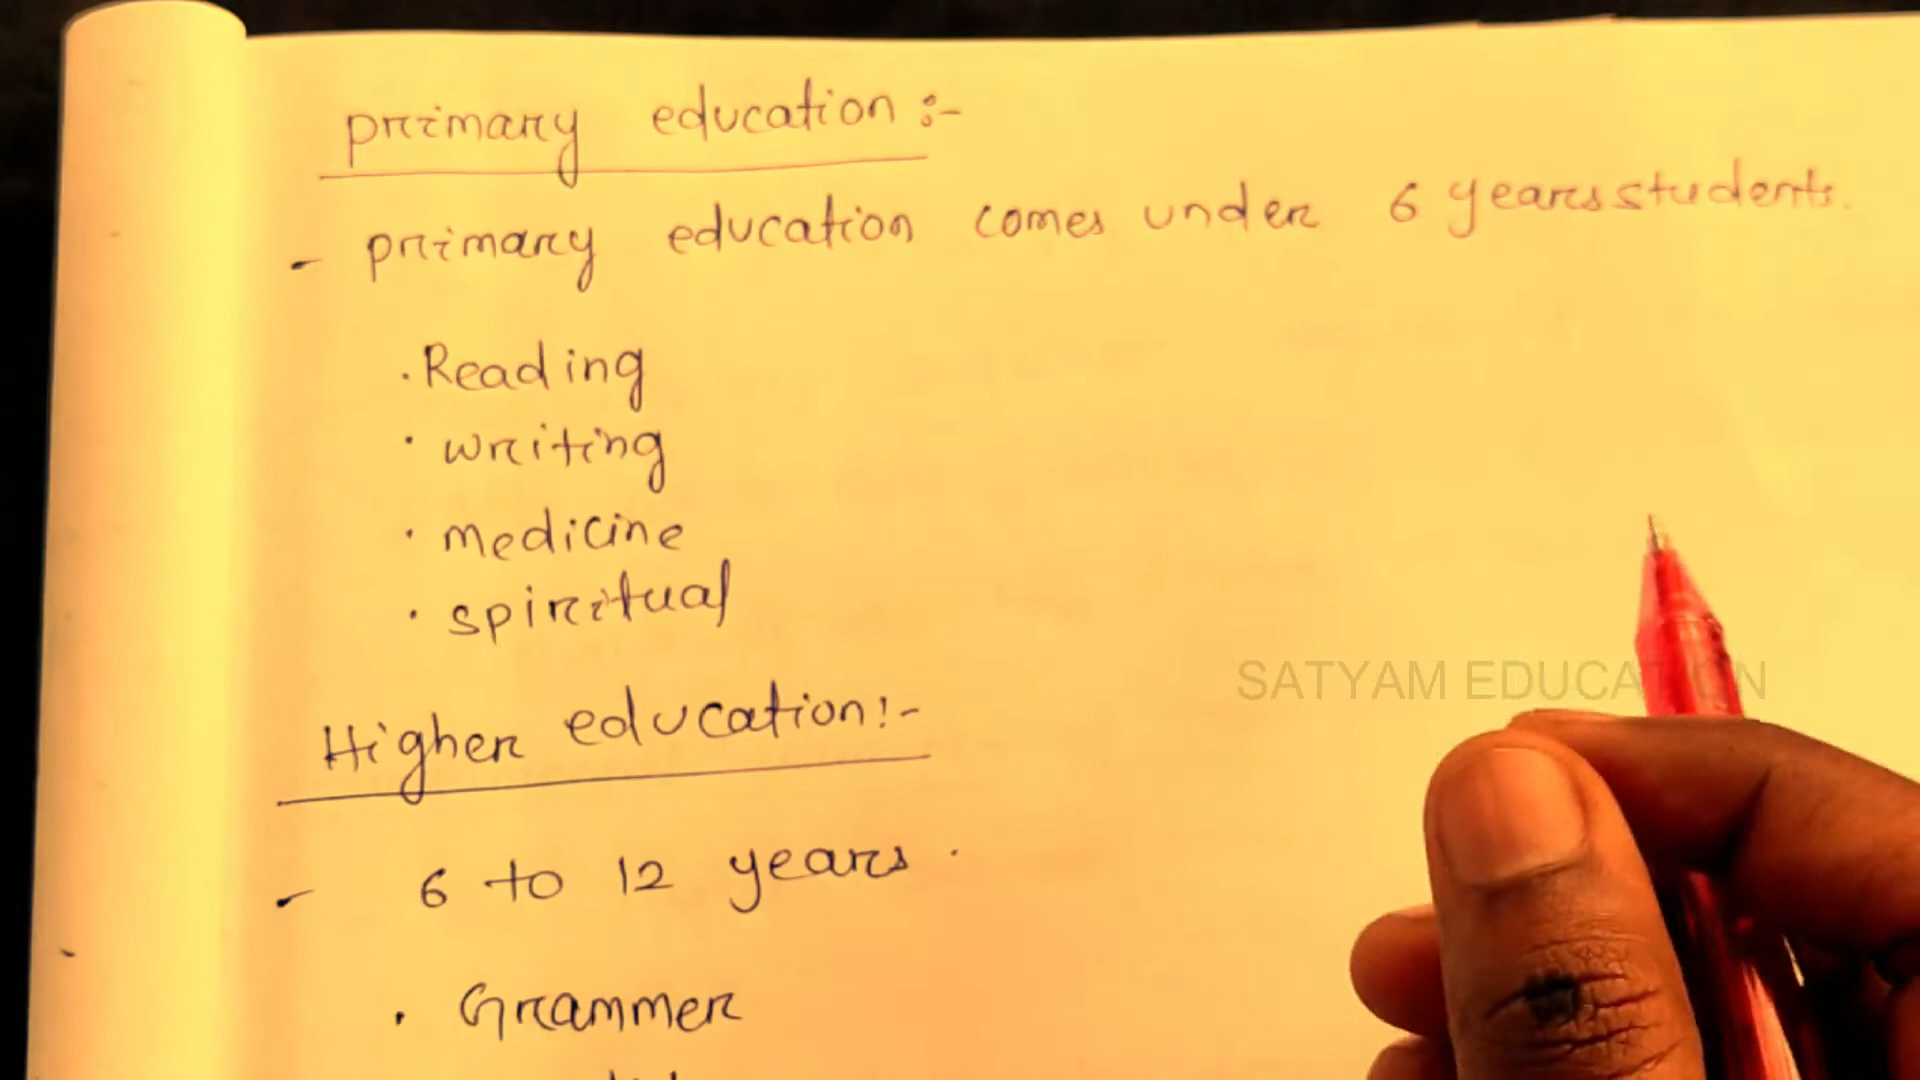 primary education:-
- primary education comes under 6 years students.
. Reading
. writing
. medicine
. spiritual
SATYAM EDUCATION
Higher education:-
- 6 to 12 years.
. Grammer